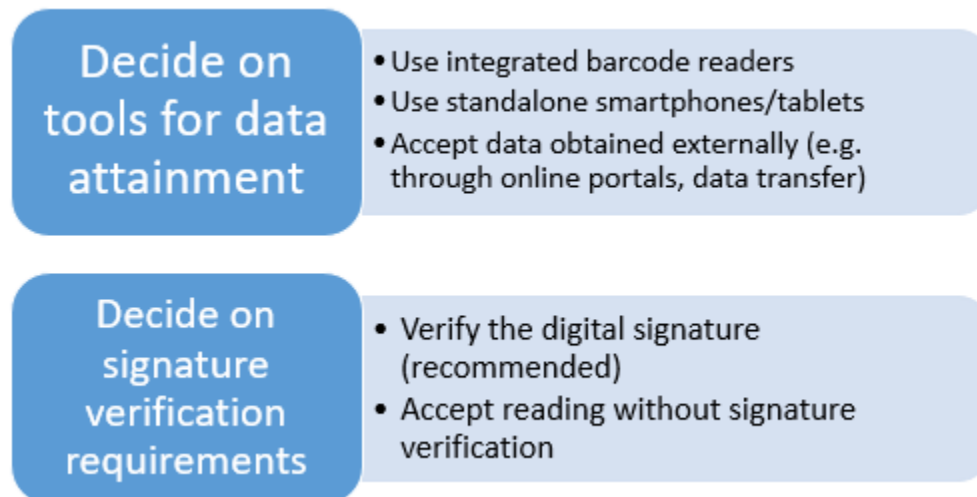 Decide on
tools for data
attainment
• Use integrated barcode readers
• Use standalone smartphones/tablets
• Accept data obtained externally (e.g.
through online portals, data transfer)
Decide on
signature
verification
requirements
• Verify the digital signature
(recommended)
• Accept reading without signature
verification